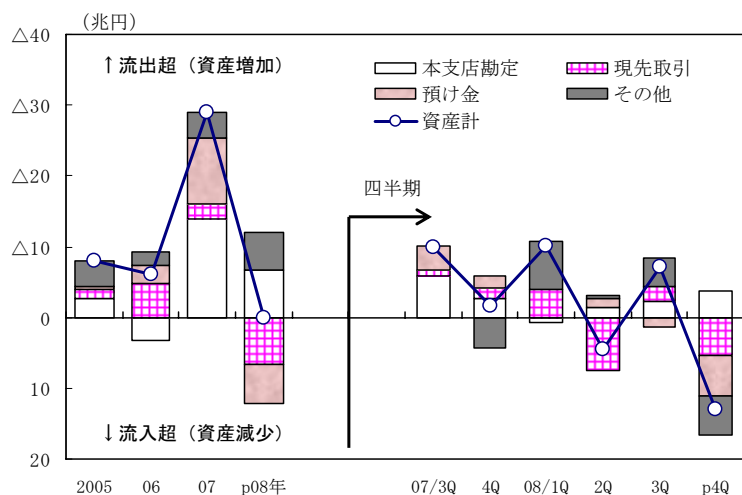 （兆円）
△40
△30
△20
△10
0
10
20
↑流出超（資産増加）
↓流入超（資産減少）
本支店勘定
現先取引
預け金
その他
資産計
四半期
2005 06 07 p08年 07/3Q 4Q 08/1Q 2Q 3Q p4Q